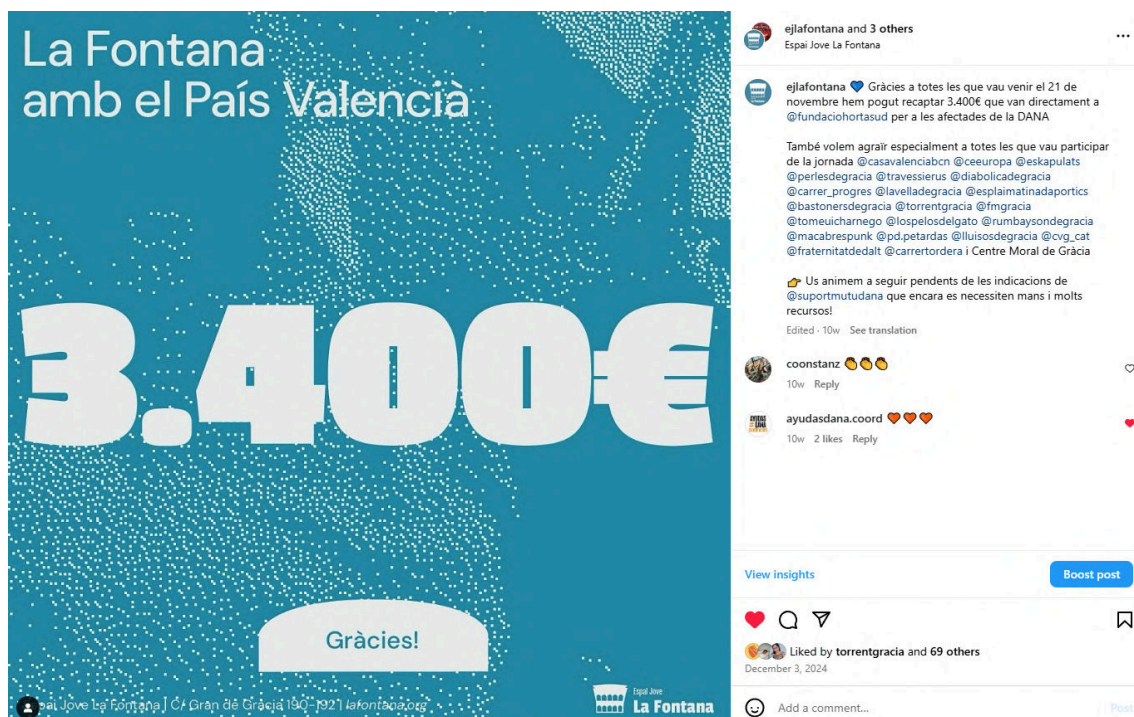 La Fontana
amb el País Valencià
3.400€
Gràcies!
pai Jove La Fontana | C/ Gran de Gràcia 190-192 | lafontana.org
Espai Jove
La Fontana
ejlafontana and 3 others
Espai Jove La Fontana
ejlafontana 💙 Gràcies a totes les que vau venir el 21 de
novembre hem pogut recaptar 3.400€ que van directament a
@fundaciohortasud per a les afectades de la DANA
També volem agraïr especialment a totes les que vau participar
de la jornada @casavalenciabcn @ceeuropa @eskapulats
@perlesdegracia @travessierus @diabolicadegracia
@carrer_progres @lavelladegracia @esplaimatinadaportics
@bastonersdegracia @torrentgracia @fmgracia
@tomeuicharnego @lospelosdelgato @rumbaysondegracia
@macabrespunk @pd.petardas @lluisosdegracia @cvg_cat
@fraternitatdedalt @carrertordera i Centre Moral de Gràcia
👉 Us animem a seguir pendents de les indicacions de
@suportmutudana que encara es necessiten mans i molts
recursos!
Edited · 10w See translation
coonstanz 👏👏👏
10w Reply
ayudasdana.coord 🧡🧡🧡
10w 2 likes Reply
View insights
Boost post
Liked by torrentgracia and 69 others
December 3, 2024
Add a comment...
Post